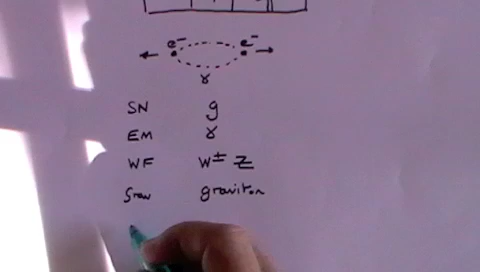 e⁻ e⁻
γ
SN g
EM γ
WF W± Z
Grav graviton